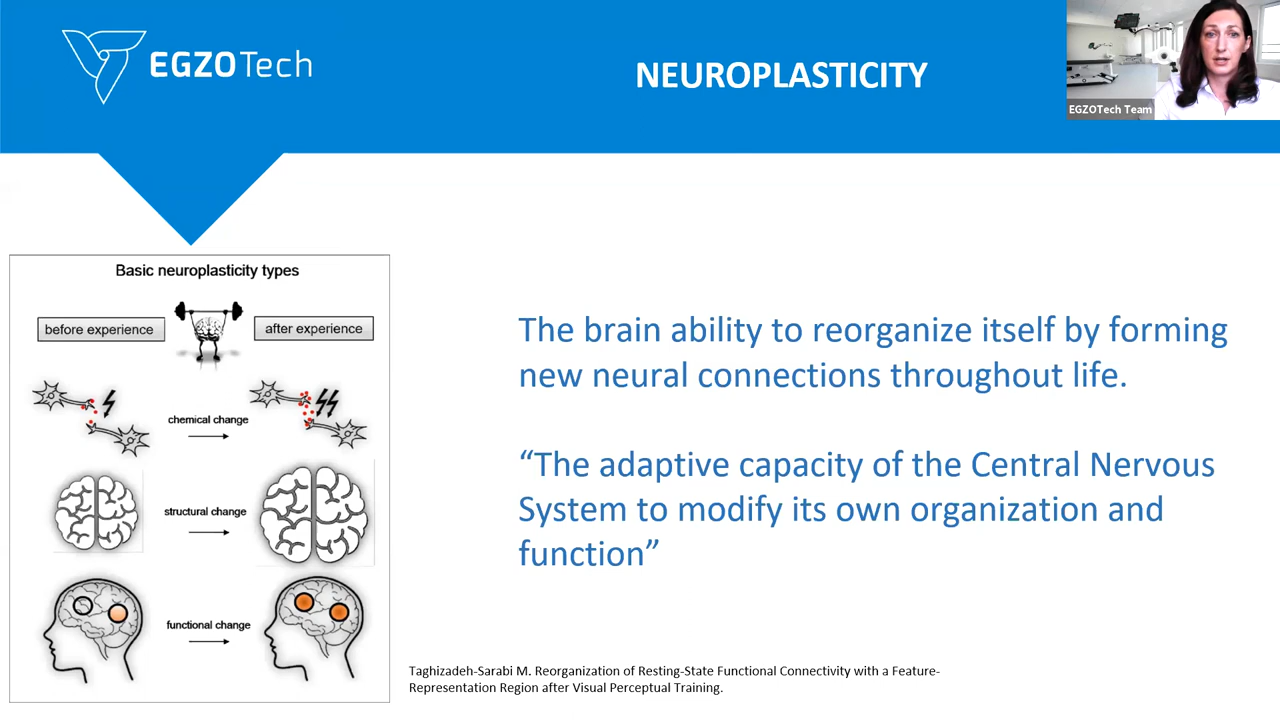 EGZOTech
NEUROPLASTICITY
EGZOTech Team
Basic neuroplasticity types
before experience
after experience
chemical change
structural change
functional change
The brain ability to reorganize itself by forming
new neural connections throughout life.
“The adaptive capacity of the Central Nervous
System to modify its own organization and
function”
Taghizadeh-Sarabi M. Reorganization of Resting-State Functional Connectivity with a Feature-
Representation Region after Visual Perceptual Training.